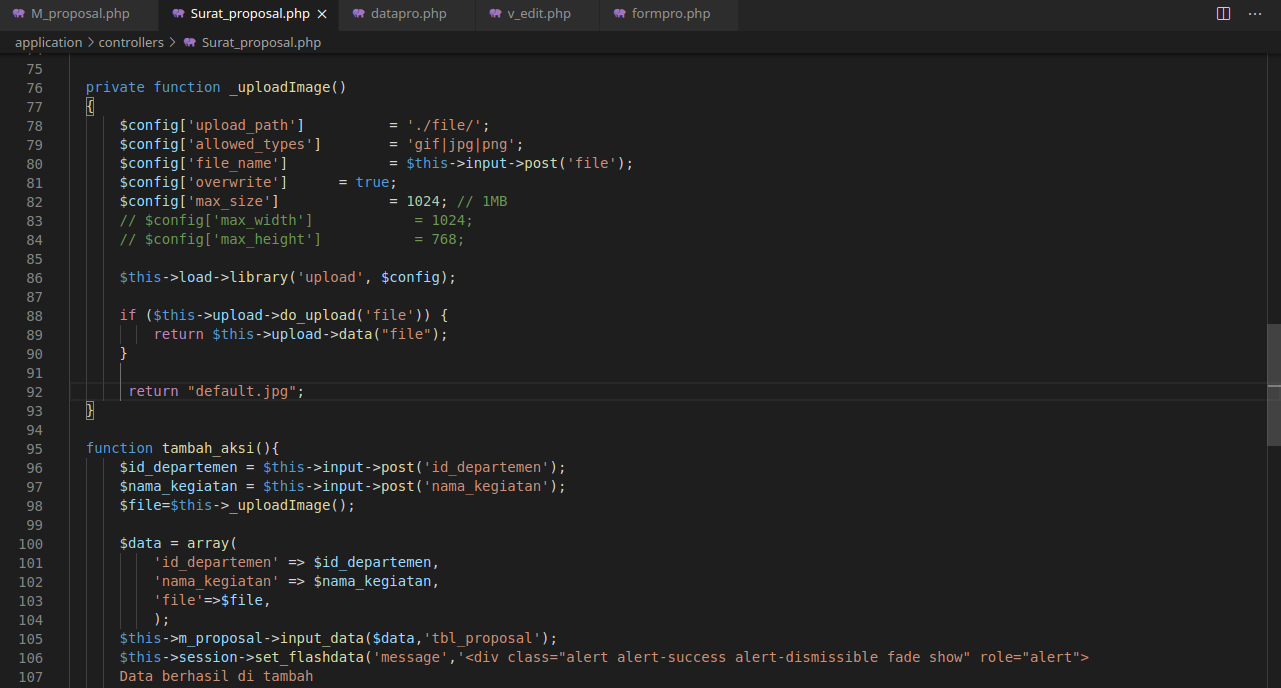 M_proposal.php Surat_proposal.php × datapro.php v_edit.php formpro.php ...
application > controllers > Surat_proposal.php
75
76 private function _uploadImage()
77 {
78 $config['upload_path'] = './file/';
79 $config['allowed_types'] = 'gif|jpg|png';
80 $config['file_name'] = $this->input->post('file');
81 $config['overwrite'] = true;
82 $config['max_size'] = 1024; // 1MB
83 // $config['max_width'] = 1024;
84 // $config['max_height'] = 768;
85
86 $this->load->library('upload', $config);
87
88 if ($this->upload->do_upload('file')) {
89 return $this->upload->data("file");
90 }
91
92 return "default.jpg";
93 }
94
95 function tambah_aksi(){
96 $id_departemen = $this->input->post('id_departemen');
97 $nama_kegiatan = $this->input->post('nama_kegiatan');
98 $file=$this->_uploadImage();
99
100 $data = array(
101 'id_departemen' => $id_departemen,
102 'nama_kegiatan' => $nama_kegiatan,
103 'file'=>$file,
104 );
105 $this->m_proposal->input_data($data,'tbl_proposal');
106 $this->session->set_flashdata('message','<div class="alert alert-success alert-dismissible fade show" role="alert">
107 Data berhasil di tambah